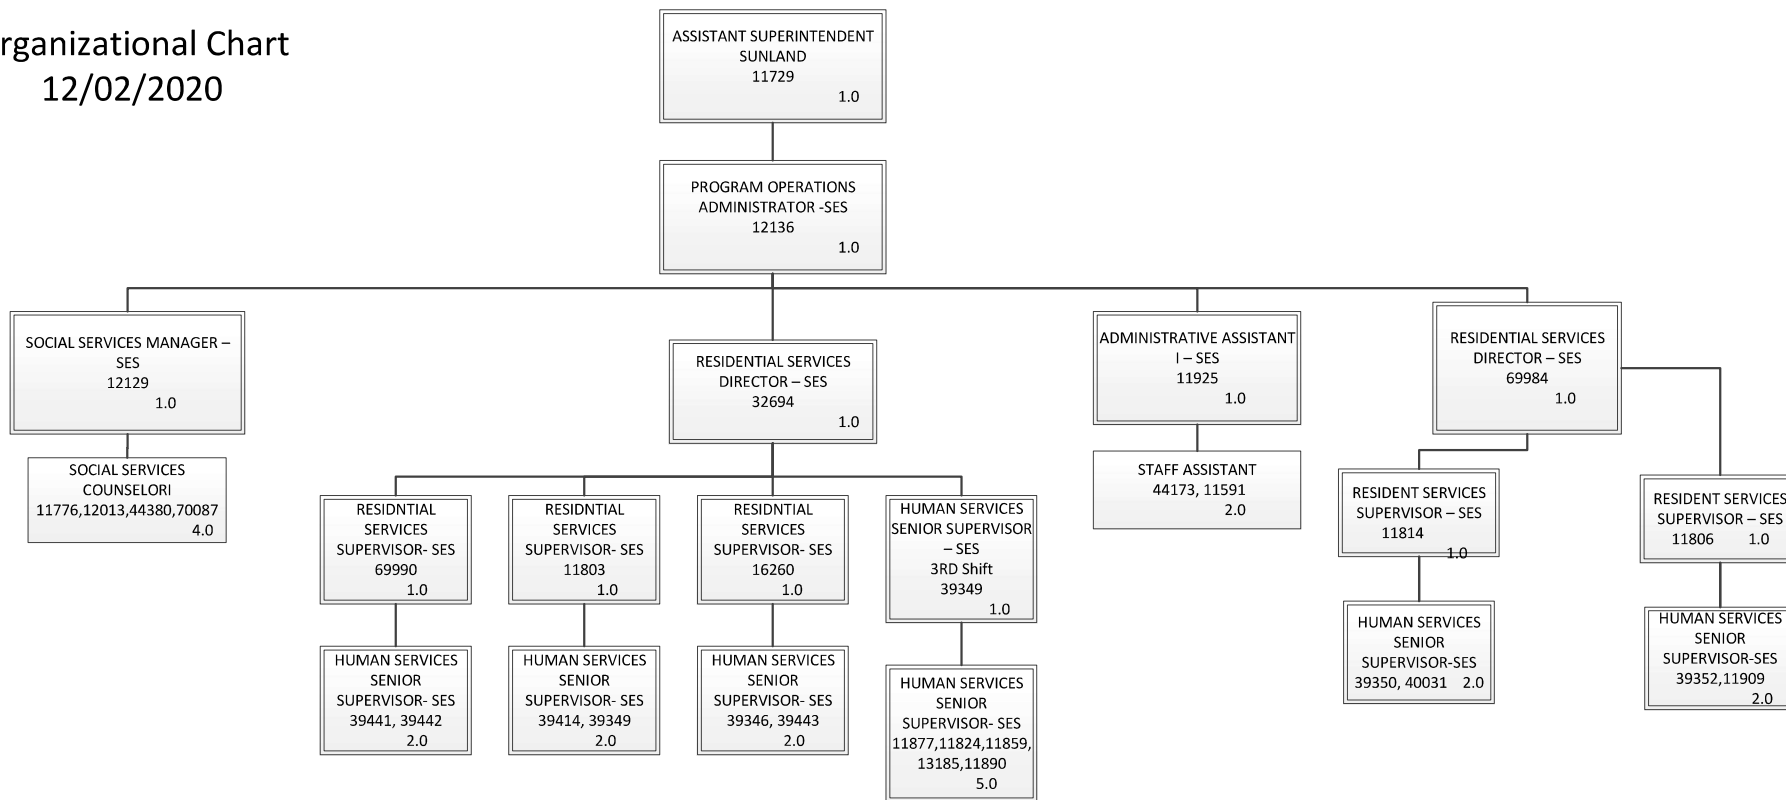 rganizational Chart
12/02/2020
ASSISTANT SUPERINTENDENT
SUNLAND
11729
1.0
PROGRAM OPERATIONS
ADMINISTRATOR -SES
12136
1.0
SOCIAL SERVICES MANAGER –
SES
12129
1.0
SOCIAL SERVICES
COUNSELORI
11776,12013,44380,70087
4.0
RESIDENTIAL SERVICES
DIRECTOR – SES
32694
1.0
RESIDNTIAL
SERVICES
SUPERVISOR- SES
69990
1.0
HUMAN SERVICES
SENIOR
SUPERVISOR- SES
39441, 39442
2.0
RESIDNTIAL
SERVICES
SUPERVISOR- SES
11803
1.0
HUMAN SERVICES
SENIOR
SUPERVISOR- SES
39414, 39349
2.0
RESIDNTIAL
SERVICES
SUPERVISOR- SES
16260
1.0
HUMAN SERVICES
SENIOR
SUPERVISOR- SES
39346, 39443
2.0
HUMAN SERVICES
SENIOR SUPERVISOR
– SES
3RD Shift
39349
1.0
HUMAN SERVICES
SENIOR
SUPERVISOR- SES
11877,11824,11859,
13185,11890
5.0
ADMINISTRATIVE ASSISTANT
I – SES
11925
1.0
STAFF ASSISTANT
44173, 11591
2.0
RESIDENTIAL SERVICES
DIRECTOR – SES
69984
1.0
RESIDENT SERVICES
SUPERVISOR – SES
11814
1.0
HUMAN SERVICES
SENIOR
SUPERVISOR-SES
39350, 40031 2.0
RESIDENT SERVICES
SUPERVISOR – SES
11806 1.0
HUMAN SERVICES
SENIOR
SUPERVISOR-SES
39352,11909
2.0